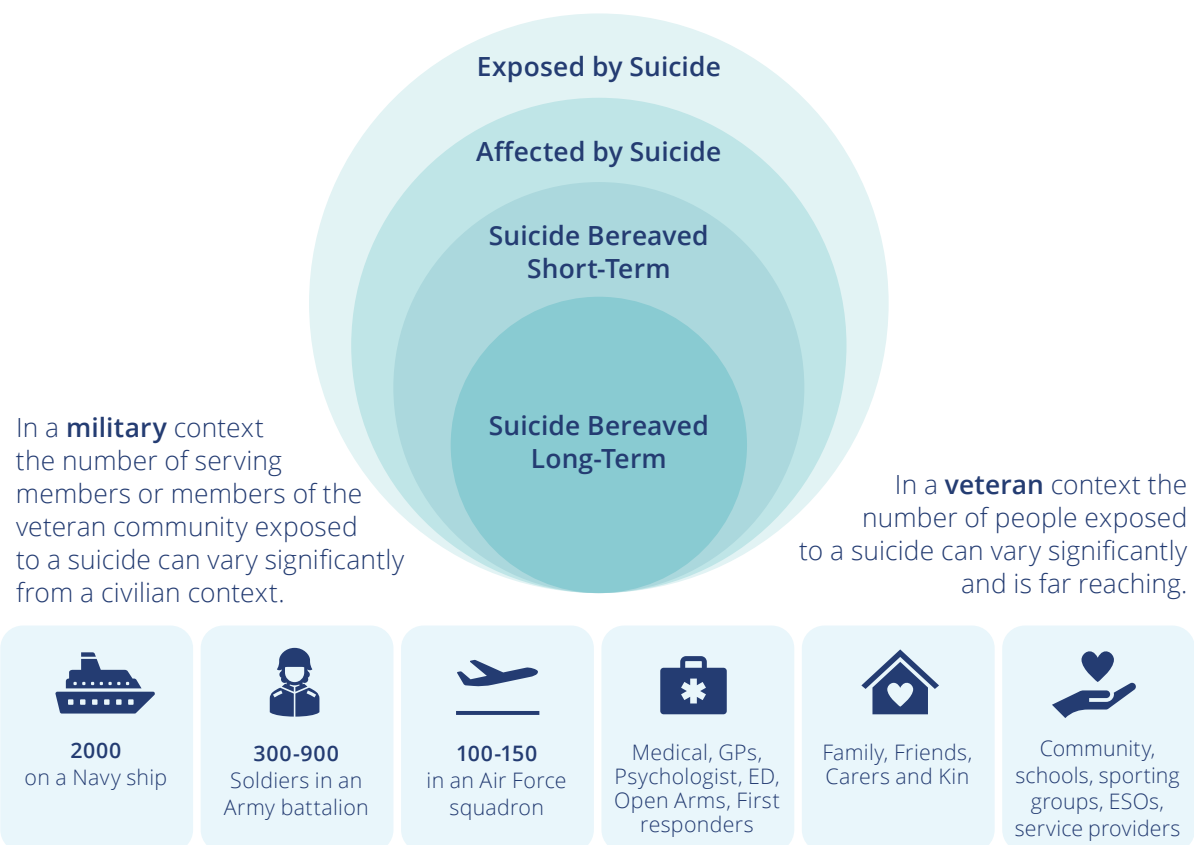 Exposed by Suicide
Affected by Suicide
Suicide Bereaved
Short-Term
Suicide Bereaved
Long-Term
In a military context
the number of serving
members or members of the
veteran community exposed
to a suicide can vary significantly
from a civilian context.
In a veteran context the
number of people exposed
to a suicide can vary significantly
and is far reaching.
2000
on a Navy ship
300-900
Soldiers in an
Army battalion
100-150
in an Air Force
squadron
Medical, GPs,
Psychologist, ED,
Open Arms, First
responders
Family, Friends,
Carers and Kin
Community,
schools, sporting
groups, ESOs,
service providers